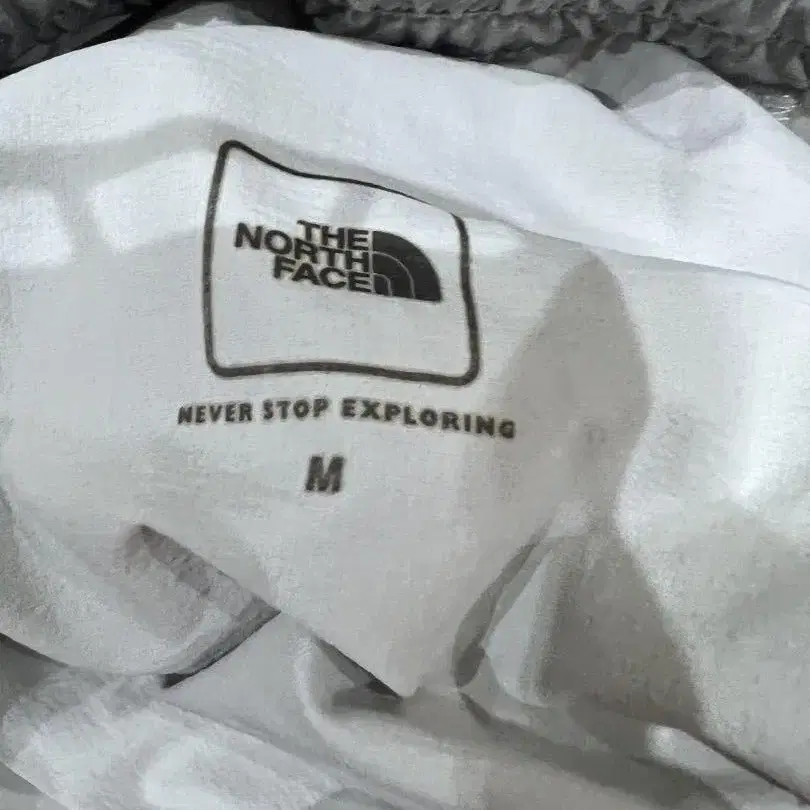 THE
NORTH
FACE
NEVER STOP EXPLORING
M